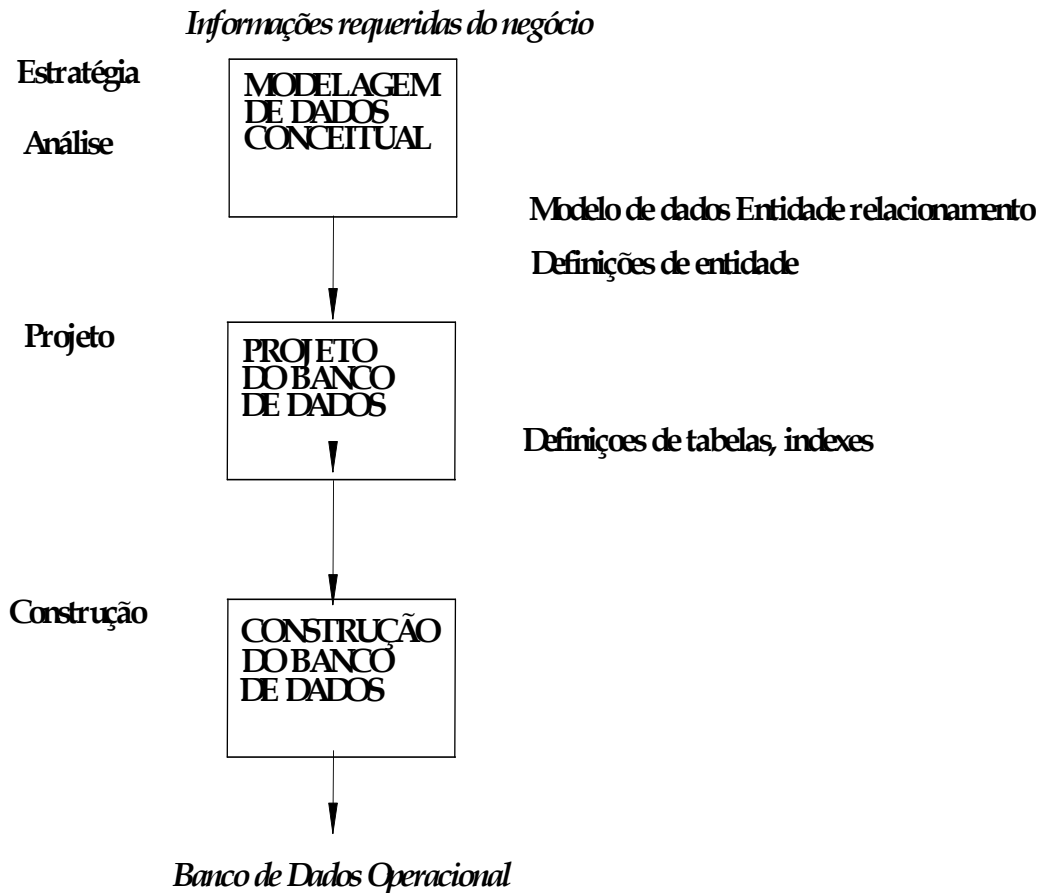 Informações requeridas do negócio
Estratégia
MODELAGEM
DE DADOS
CONCEITUAL
Análise
Modelo de dados Entidade relacionamento
Definições de entidade
Projeto
PROJETO
DO BANCO
DE DADOS
Definiçoes de tabelas, indexes
Construção
CONSTRUÇÃO
DO BANCO
DE DADOS
Banco de Dados Operacional